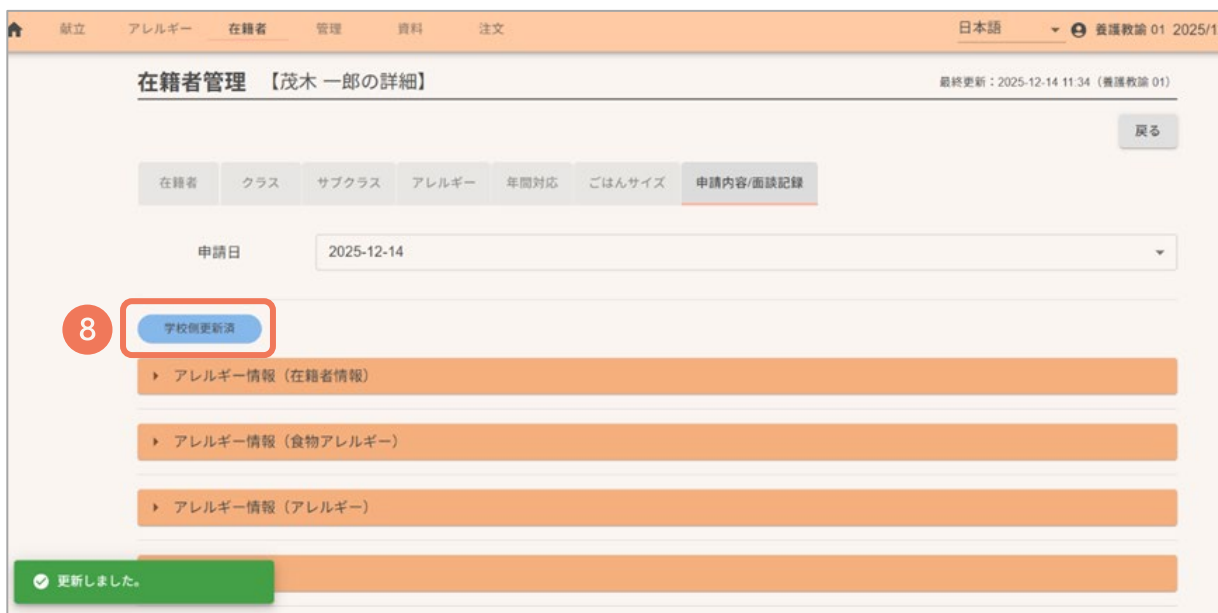 献立 アレルギー 在籍者 管理 資料 注文 日本語 養護教諭 01 2025/1
在籍者管理 【茂木 一郎の詳細】 最終更新：2025-12-14 11:34（養護教諭 01）
戻る
在籍者 クラス サブクラス アレルギー 年間対応 ごはんサイズ 申請内容/面談記録
申請日 2025-12-14
8 学校側更新済
アレルギー情報（在籍者情報）
アレルギー情報（食物アレルギー）
アレルギー情報（アレルギー）
更新しました。